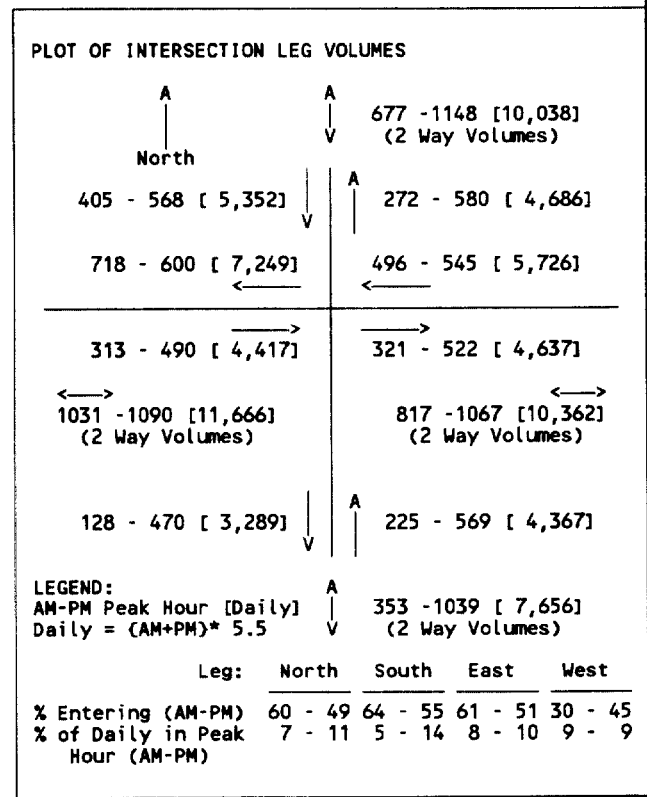 PLOT OF INTERSECTION LEG VOLUMES
A A
677 -1148 [10,038]
V (2 Way Volumes)
North
A
405 - 568 [ 5,352] 272 - 580 [ 4,686]
V
718 - 600 [ 7,249] 496 - 545 [ 5,726]
<—— <——
——> ——>
313 - 490 [ 4,417] 321 - 522 [ 4,637]
<——> <——>
1031 -1090 [11,666] 817 -1067 [10,362]
(2 Way Volumes) (2 Way Volumes)
A
128 - 470 [ 3,289] 225 - 569 [ 4,367]
V
LEGEND: A
AM-PM Peak Hour [Daily] 353 -1039 [ 7,656]
Daily = {AM+PM}* 5.5 V (2 Way Volumes)
Leg: North South East West
% Entering (AM-PM) 60 - 49 64 - 55 61 - 51 30 - 45
% of Daily in Peak 7 - 11 5 - 14 8 - 10 9 - 9
Hour (AM-PM)